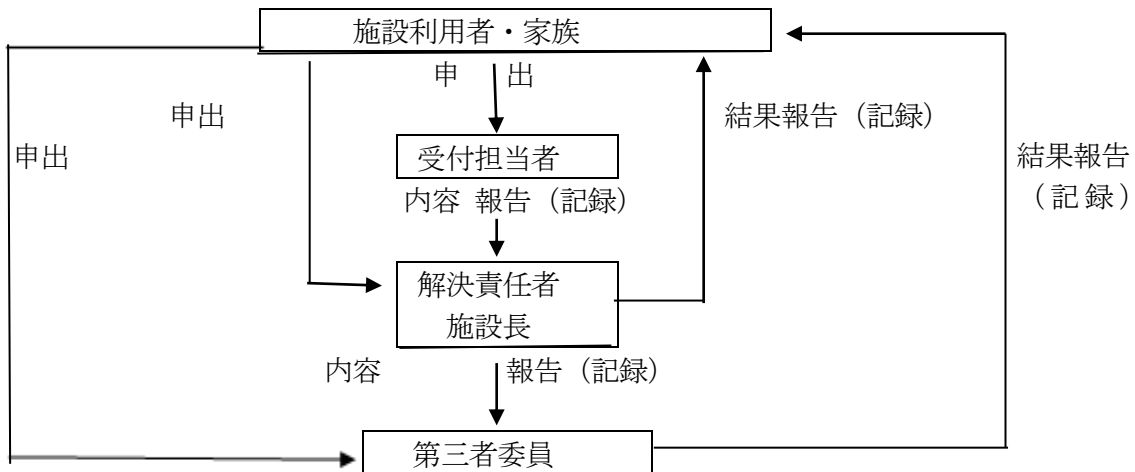 施設利用者・家族
申 出
申出
結果報告（記録）
申出
受付担当者
結果報告
（記録）
内容 報告（記録）
解決責任者
施設長
内容 報告（記録）
第三者委員